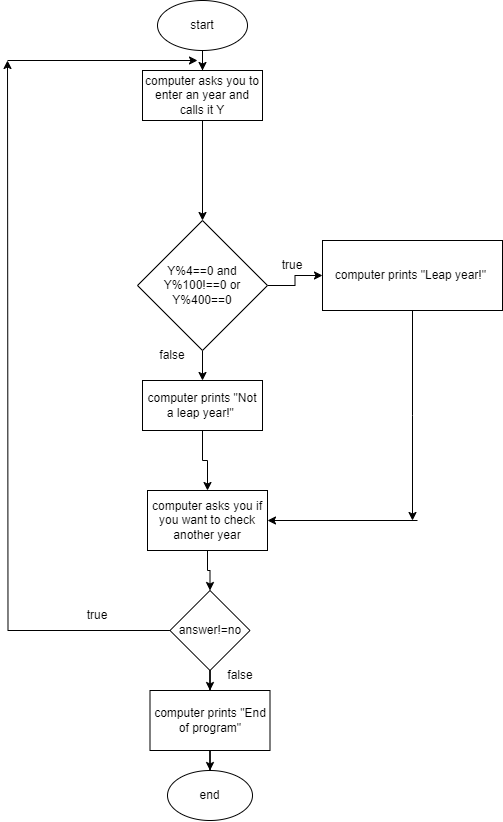 start
computer asks you to
enter an year and
calls it Y
Y%4==0 and
Y%100!==0 or
Y%400==0
true
computer prints "Leap year!"
false
computer prints "Not
a leap year!"
computer asks you if
you want to check
another year
true
answer!=no
false
computer prints "End
of program"
end